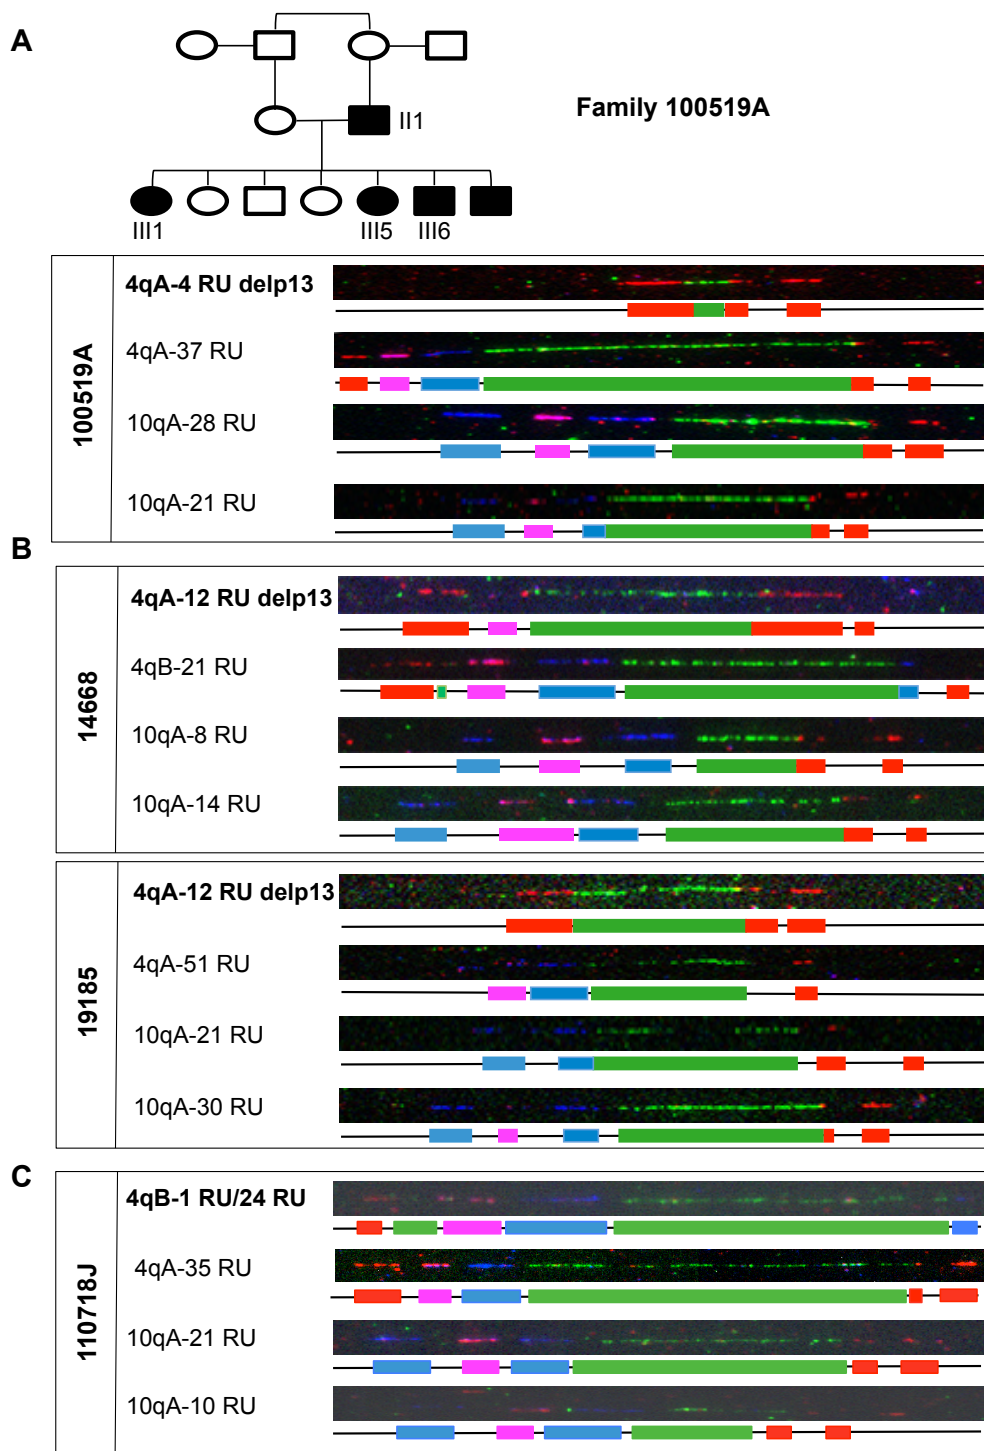 A
Family 100519A
II1
III1
III5
III6
100519A
4qA-4 RU delp13
4qA-37 RU
10qA-28 RU
10qA-21 RU
B
14668
4qA-12 RU delp13
4qB-21 RU
10qA-8 RU
10qA-14 RU
19185
4qA-12 RU delp13
4qA-51 RU
10qA-21 RU
10qA-30 RU
C
110718J
4qB-1 RU/24 RU
4qA-35 RU
10qA-21 RU
10qA-10 RU